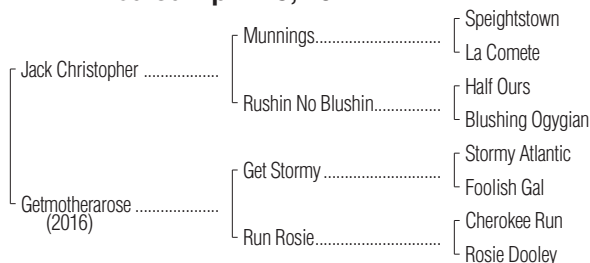 Speightstown
Munnings
La Comete
Jack Christopher
Half Ours
Rushin No Blushin
Blushing Ogygian
Stormy Atlantic
Get Stormy
Foolish Gal
Getmotherarose
(2016)
Cherokee Run
Run Rosie
Rosie Dooley